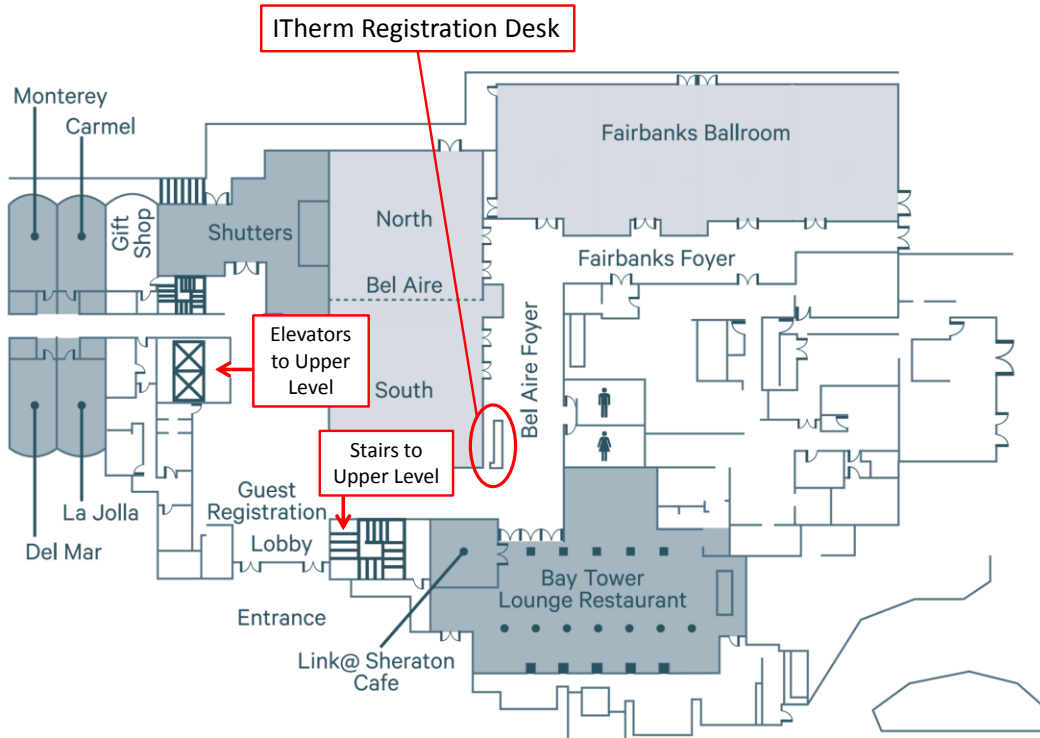 ITherm Registration Desk
Monterey
Carmel
Fairbanks Ballroom
Gift
Shop
Shutters
North
Fairbanks Foyer
Bel Aire
Elevators
to Upper
Level
South
Bel Aire Foyer
Stairs to
Upper Level
Guest
Registration
La Jolla
Del Mar
Lobby
Bay Tower
Lounge Restaurant
Entrance
Link@ Sheraton
Cafe